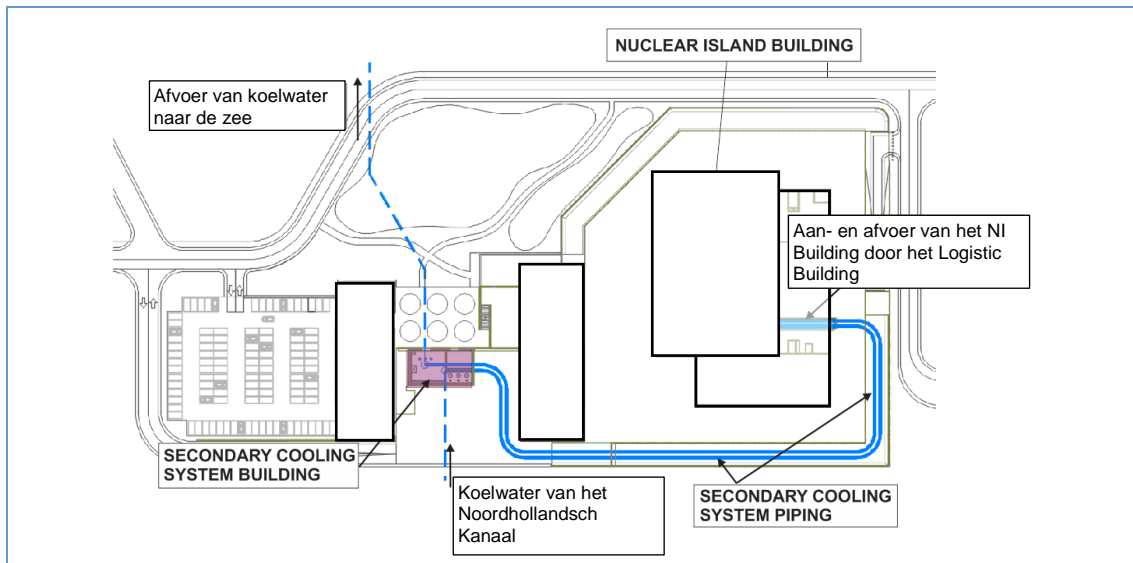 NUCLEAR ISLAND BUILDING
Afvoer van koelwater
naar de zee
Aan- en afvoer van het NI
Building door het Logistic
Building
SECONDARY COOLING
SYSTEM BUILDING
Koelwater van het
Noordhollandsch
Kanaal
SECONDARY COOLING
SYSTEM PIPING